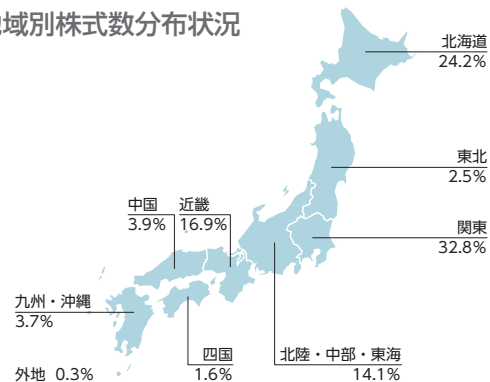 域別株式数分布状況
北海道
24.2%
東北
2.5%
関東
32.8%
中国
3.9%
近畿
16.9%
九州・沖縄
3.7%
外地 0.3%
四国
1.6%
北陸・中部・東海
14.1%